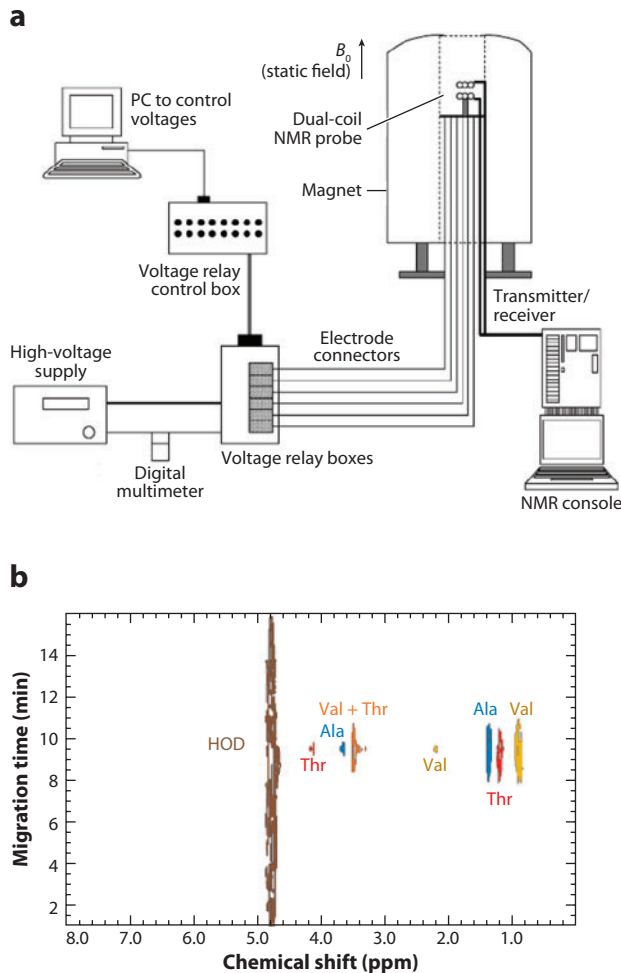 a
B0
(static field)
PC to control
voltages
Dual-coil
NMR probe
Magnet
Voltage relay
control box
Transmitter/
receiver
Electrode
connectors
High-voltage
supply
Digital
multimeter
Voltage relay boxes
NMR console
b
Migration time (min)
14
12
10
8
6
4
2
HOD
Val + Thr
Ala
Thr
Val
Ala
Val
Thr
8.0 7.0 6.0 5.0 4.0 3.0 2.0 1.0
Chemical shift (ppm)